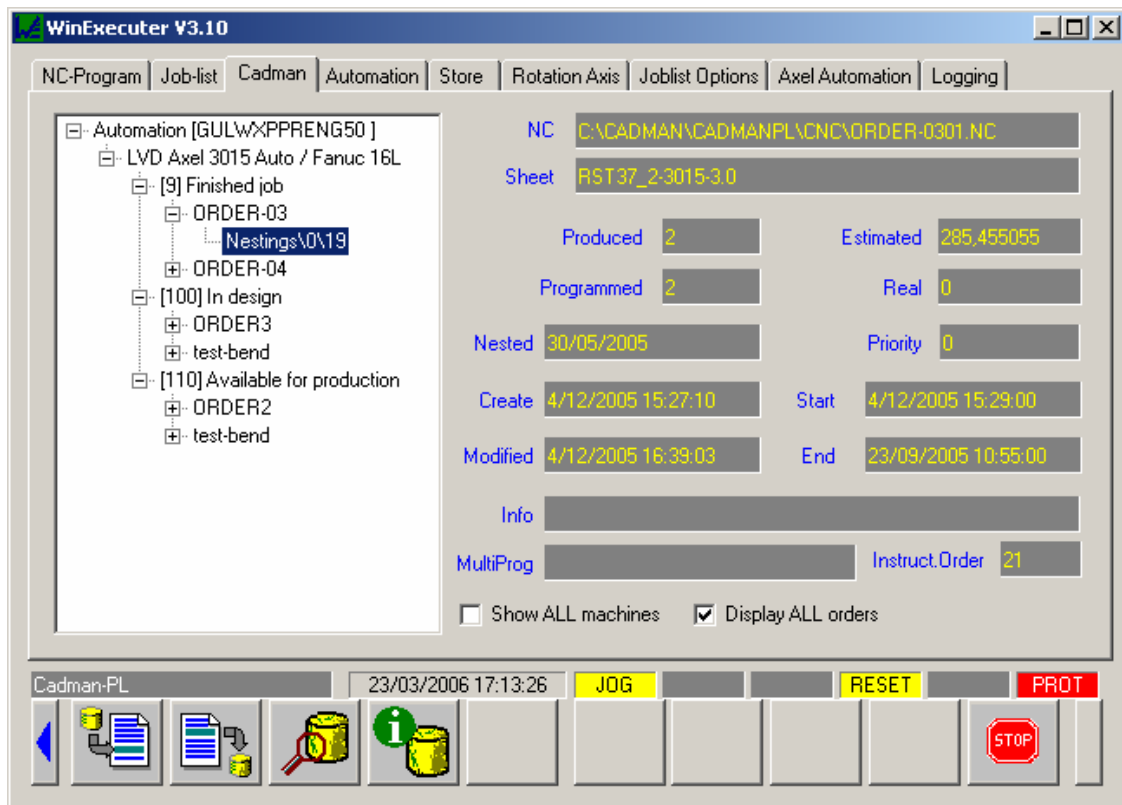 WinExecuter V3.10
NC-Program Job-list Cadman Automation Store Rotation Axis Joblist Options Axel Automation Logging
Automation [GULWXPPRENG50 ]
LVD Axel 3015 Auto / Fanuc 16L
[9] Finished job
ORDER-03
Nestings\0\19
ORDER-04
[100] In design
ORDER3
test-bend
[110] Available for production
ORDER2
test-bend
NC C:\CADMAN\CADMANPL\CNC\ORDER-0301.NC
Sheet RST37_2-3015-3.0
Produced 2 Estimated 285,455055
Programmed 2 Real 0
Nested 30/05/2005 Priority 0
Create 4/12/2005 15:27:10 Start 4/12/2005 15:29:00
Modified 4/12/2005 16:39:03 End 23/09/2005 10:55:00
Info
MultiProg Instruct.Order 21
Show ALL machines Display ALL orders
Cadman-PL 23/03/2006 17:13:26 JOG RESET PROT
i STOP